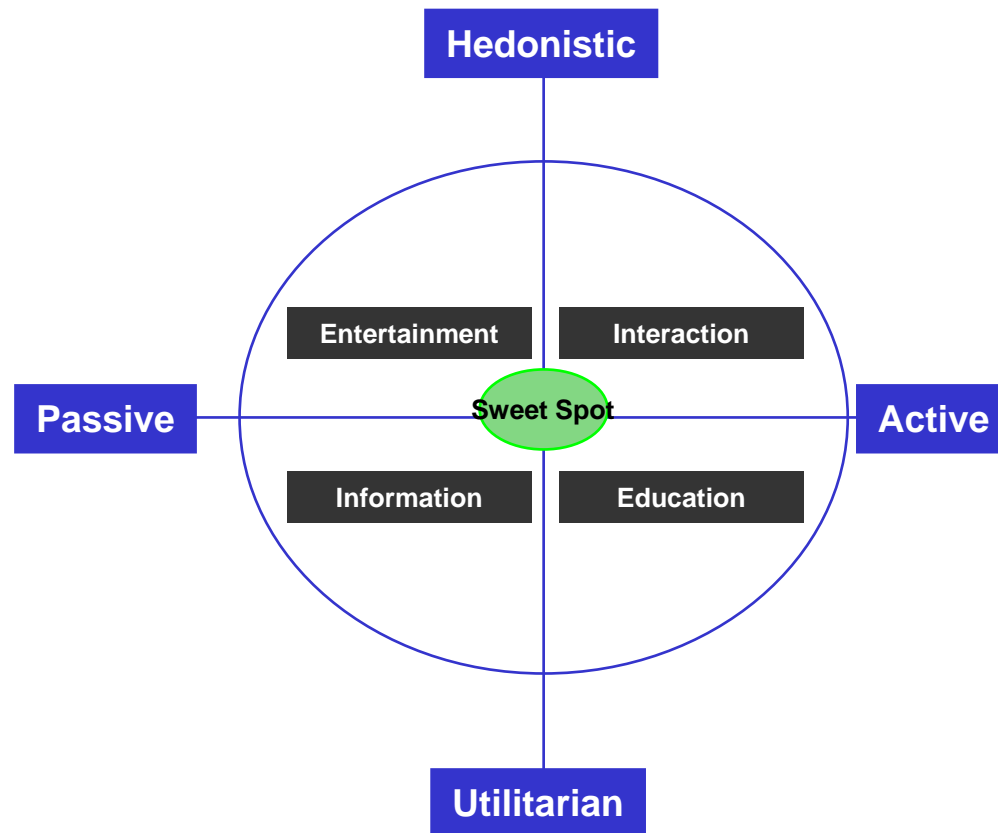 Hedonistic
Entertainment
Interaction
Passive
Sweet Spot
Active
Information
Education
Utilitarian